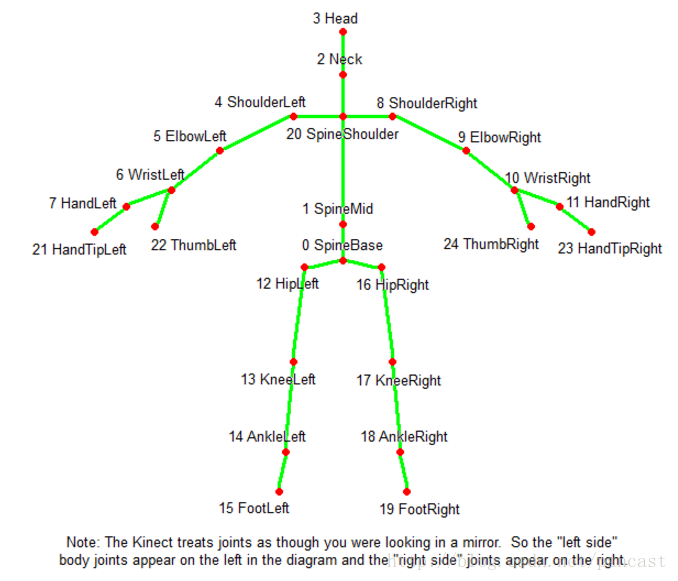 3 Head
2 Neck
4 ShoulderLeft
8 ShoulderRight
20 SpineShoulder
5 ElbowLeft
9 ElbowRight
6 WristLeft
10 WristRight
7 HandLeft
11 HandRight
21 HandTipLeft
22 ThumbLeft
24 ThumbRight
23 HandTipRight
1 SpineMid
0 SpineBase
12 HipLeft
16 HipRight
13 KneeLeft
17 KneeRight
14 AnkleLeft
18 AnkleRight
15 FootLeft
19 FootRight
Note: The Kinect treats joints as though you were looking in a mirror. So the "left side"
body joints appear on the left in the diagram and the "right side" joints appear on the right.